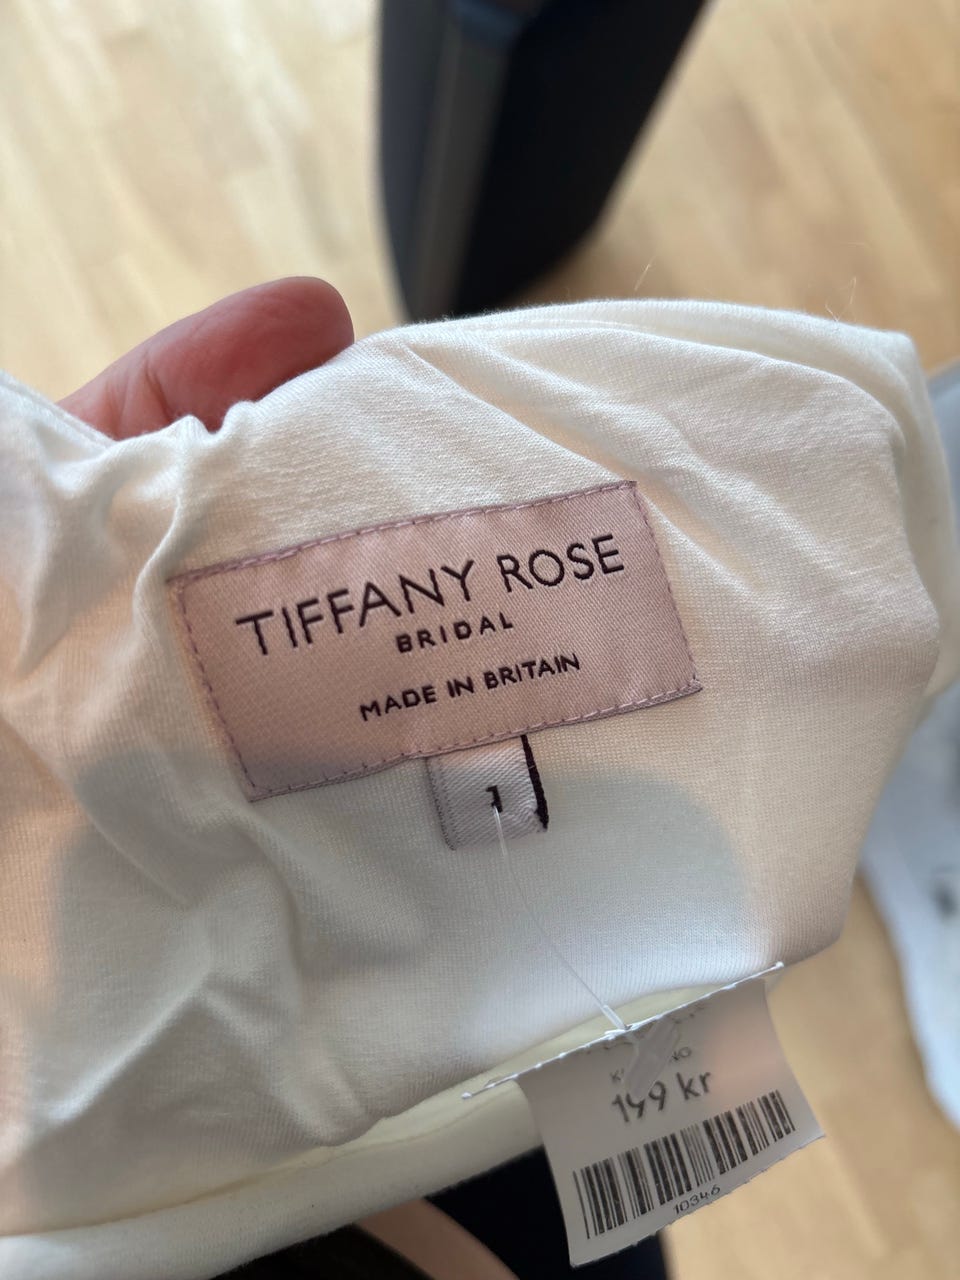 TIFFANY ROSE
BRIDAL
MADE IN BRITAIN
1
199 kr
10346